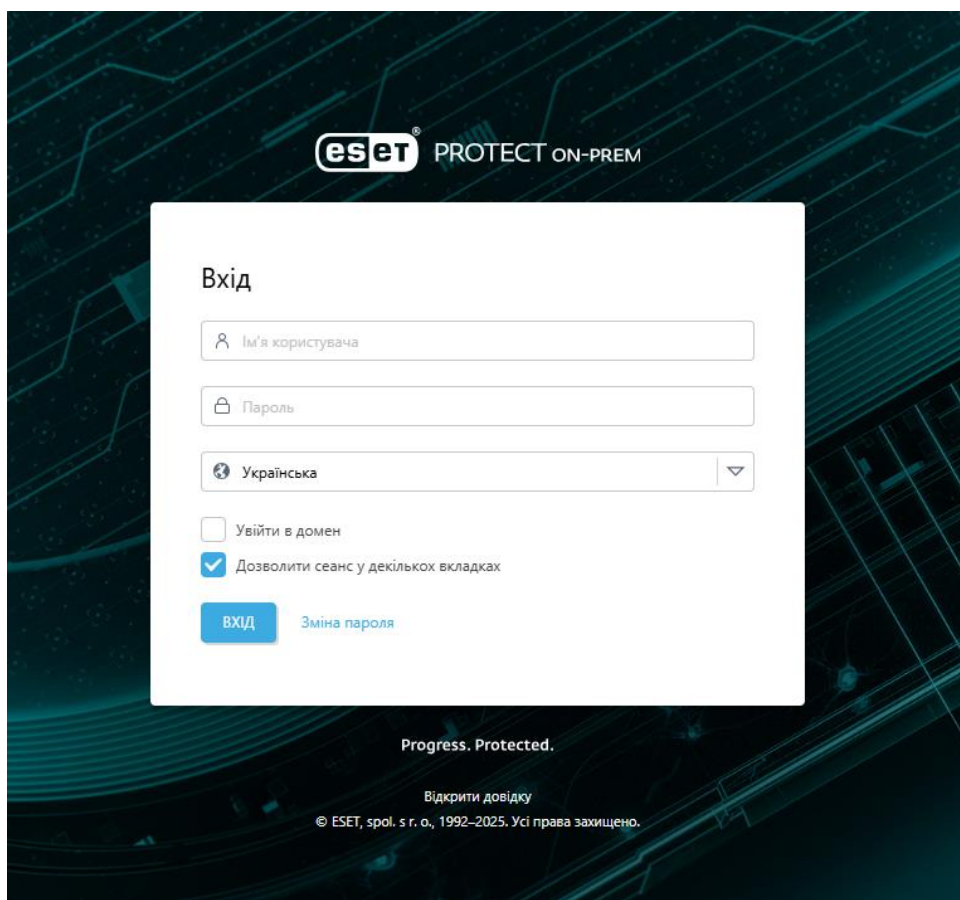 eset® PROTECT ON-PREM
Вхід
Ім'я користувача
Пароль
Українська
Увійти в домен
Дозволити сеанс у декількох вкладках
ВХІД Зміна пароля
Progress. Protected.
Відкрити довідку
© ESET, spol. s r. o., 1992–2025. Усі права захищено.